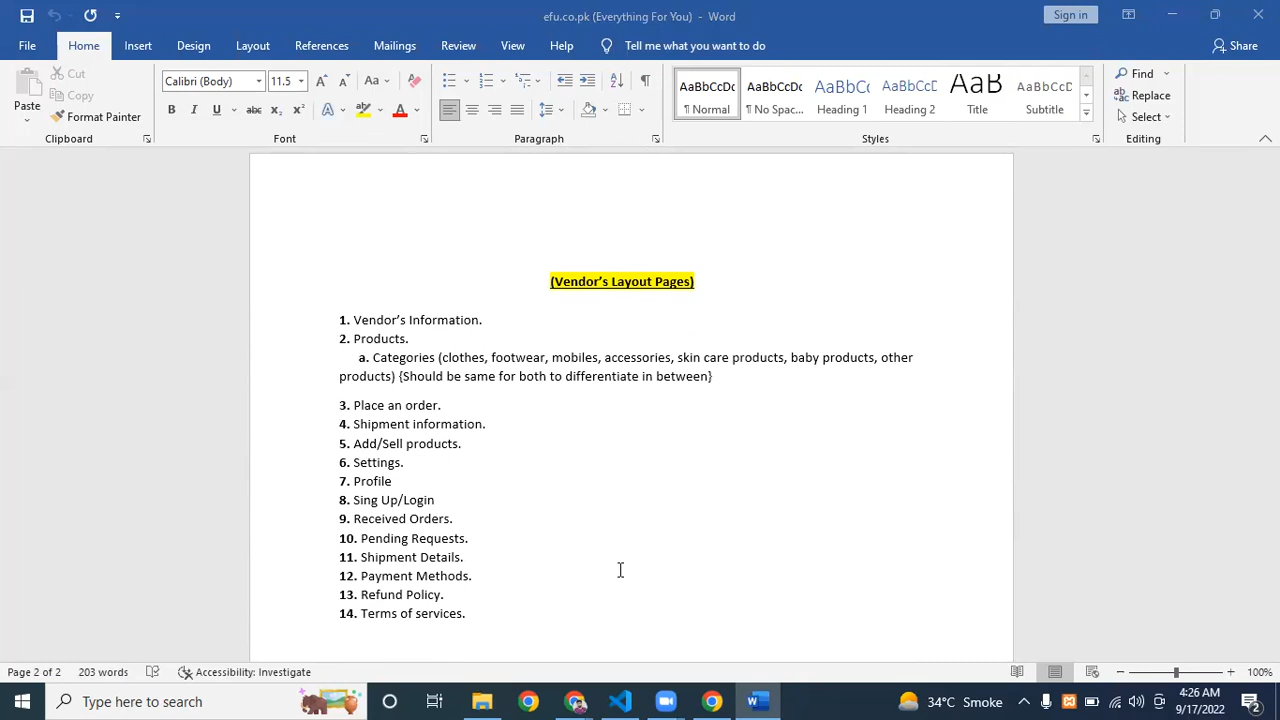 efu.co.pk (Everything For You) - Word
Sign in
File Home Insert Design Layout References Mailings Review View Help Tell me what you want to do Share
Paste
Cut
Copy
Format Painter
Clipboard
Calibri (Body) 11.5
Font
Paragraph
AaBbCcDc AaBbCcDc AaBbCc AaBbCcC AaB AaBbCcC
¶ Normal ¶ No Spac... Heading 1 Heading 2 Title Subtitle
Styles
Find
Replace
Select
Editing
(Vendor’s Layout Pages)
1. Vendor’s Information.
2. Products.
a. Categories (clothes, footwear, mobiles, accessories, skin care products, baby products, other
products) {Should be same for both to differentiate in between}
3. Place an order.
4. Shipment information.
5. Add/Sell products.
6. Settings.
7. Profile
8. Sing Up/Login
9. Received Orders.
10. Pending Requests.
11. Shipment Details.
12. Payment Methods.
13. Refund Policy.
14. Terms of services.
Page 2 of 2 203 words Accessibility: Investigate 100%
Type here to search
34°C Smoke
4:26 AM
9/17/2022
2